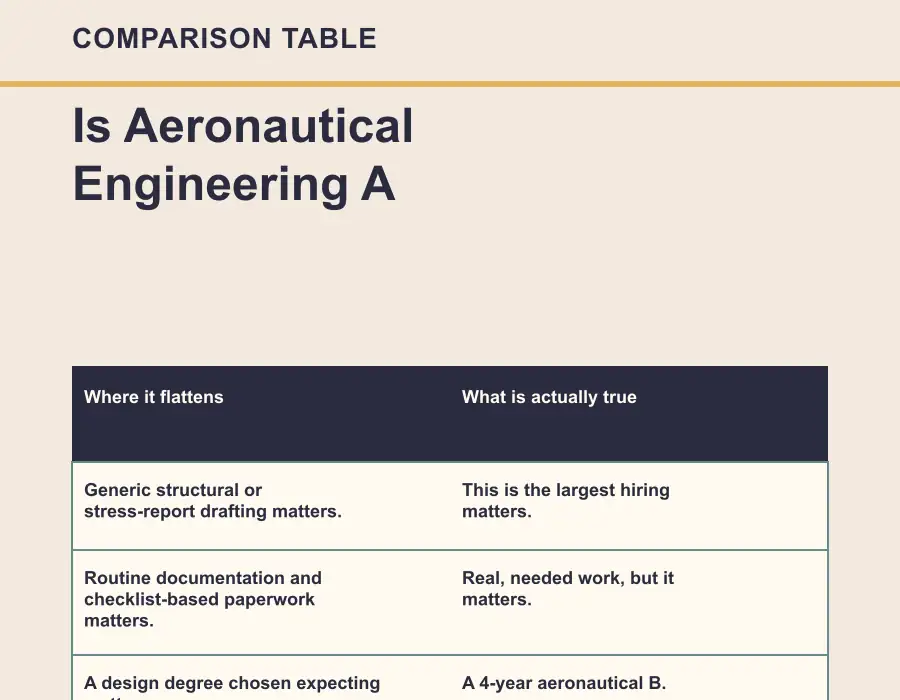 COMPARISON TABLE
Is Aeronautical
Engineering A
Where it flattens
What is actually true
Generic structural or
stress-report drafting matters.
This is the largest hiring
matters.
Routine documentation and
checklist-based paperwork
matters.
Real, needed work, but it
matters.
A design degree chosen expecting
A 4-year aeronautical B.